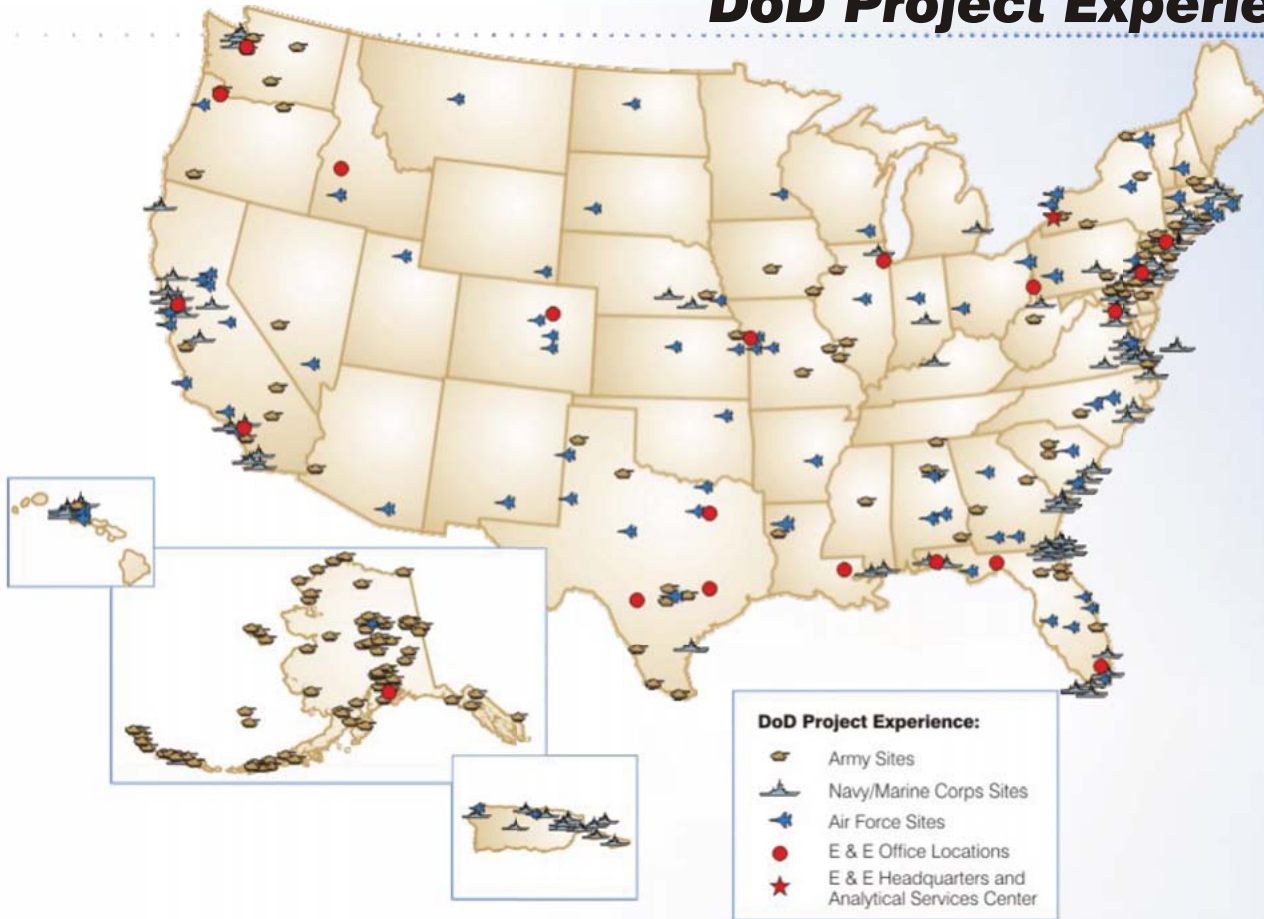 DoD Project Experie
DoD Project Experience:
Army Sites
Navy/Marine Corps Sites
Air Force Sites
E & E Office Locations
E & E Headquarters and
Analytical Services Center